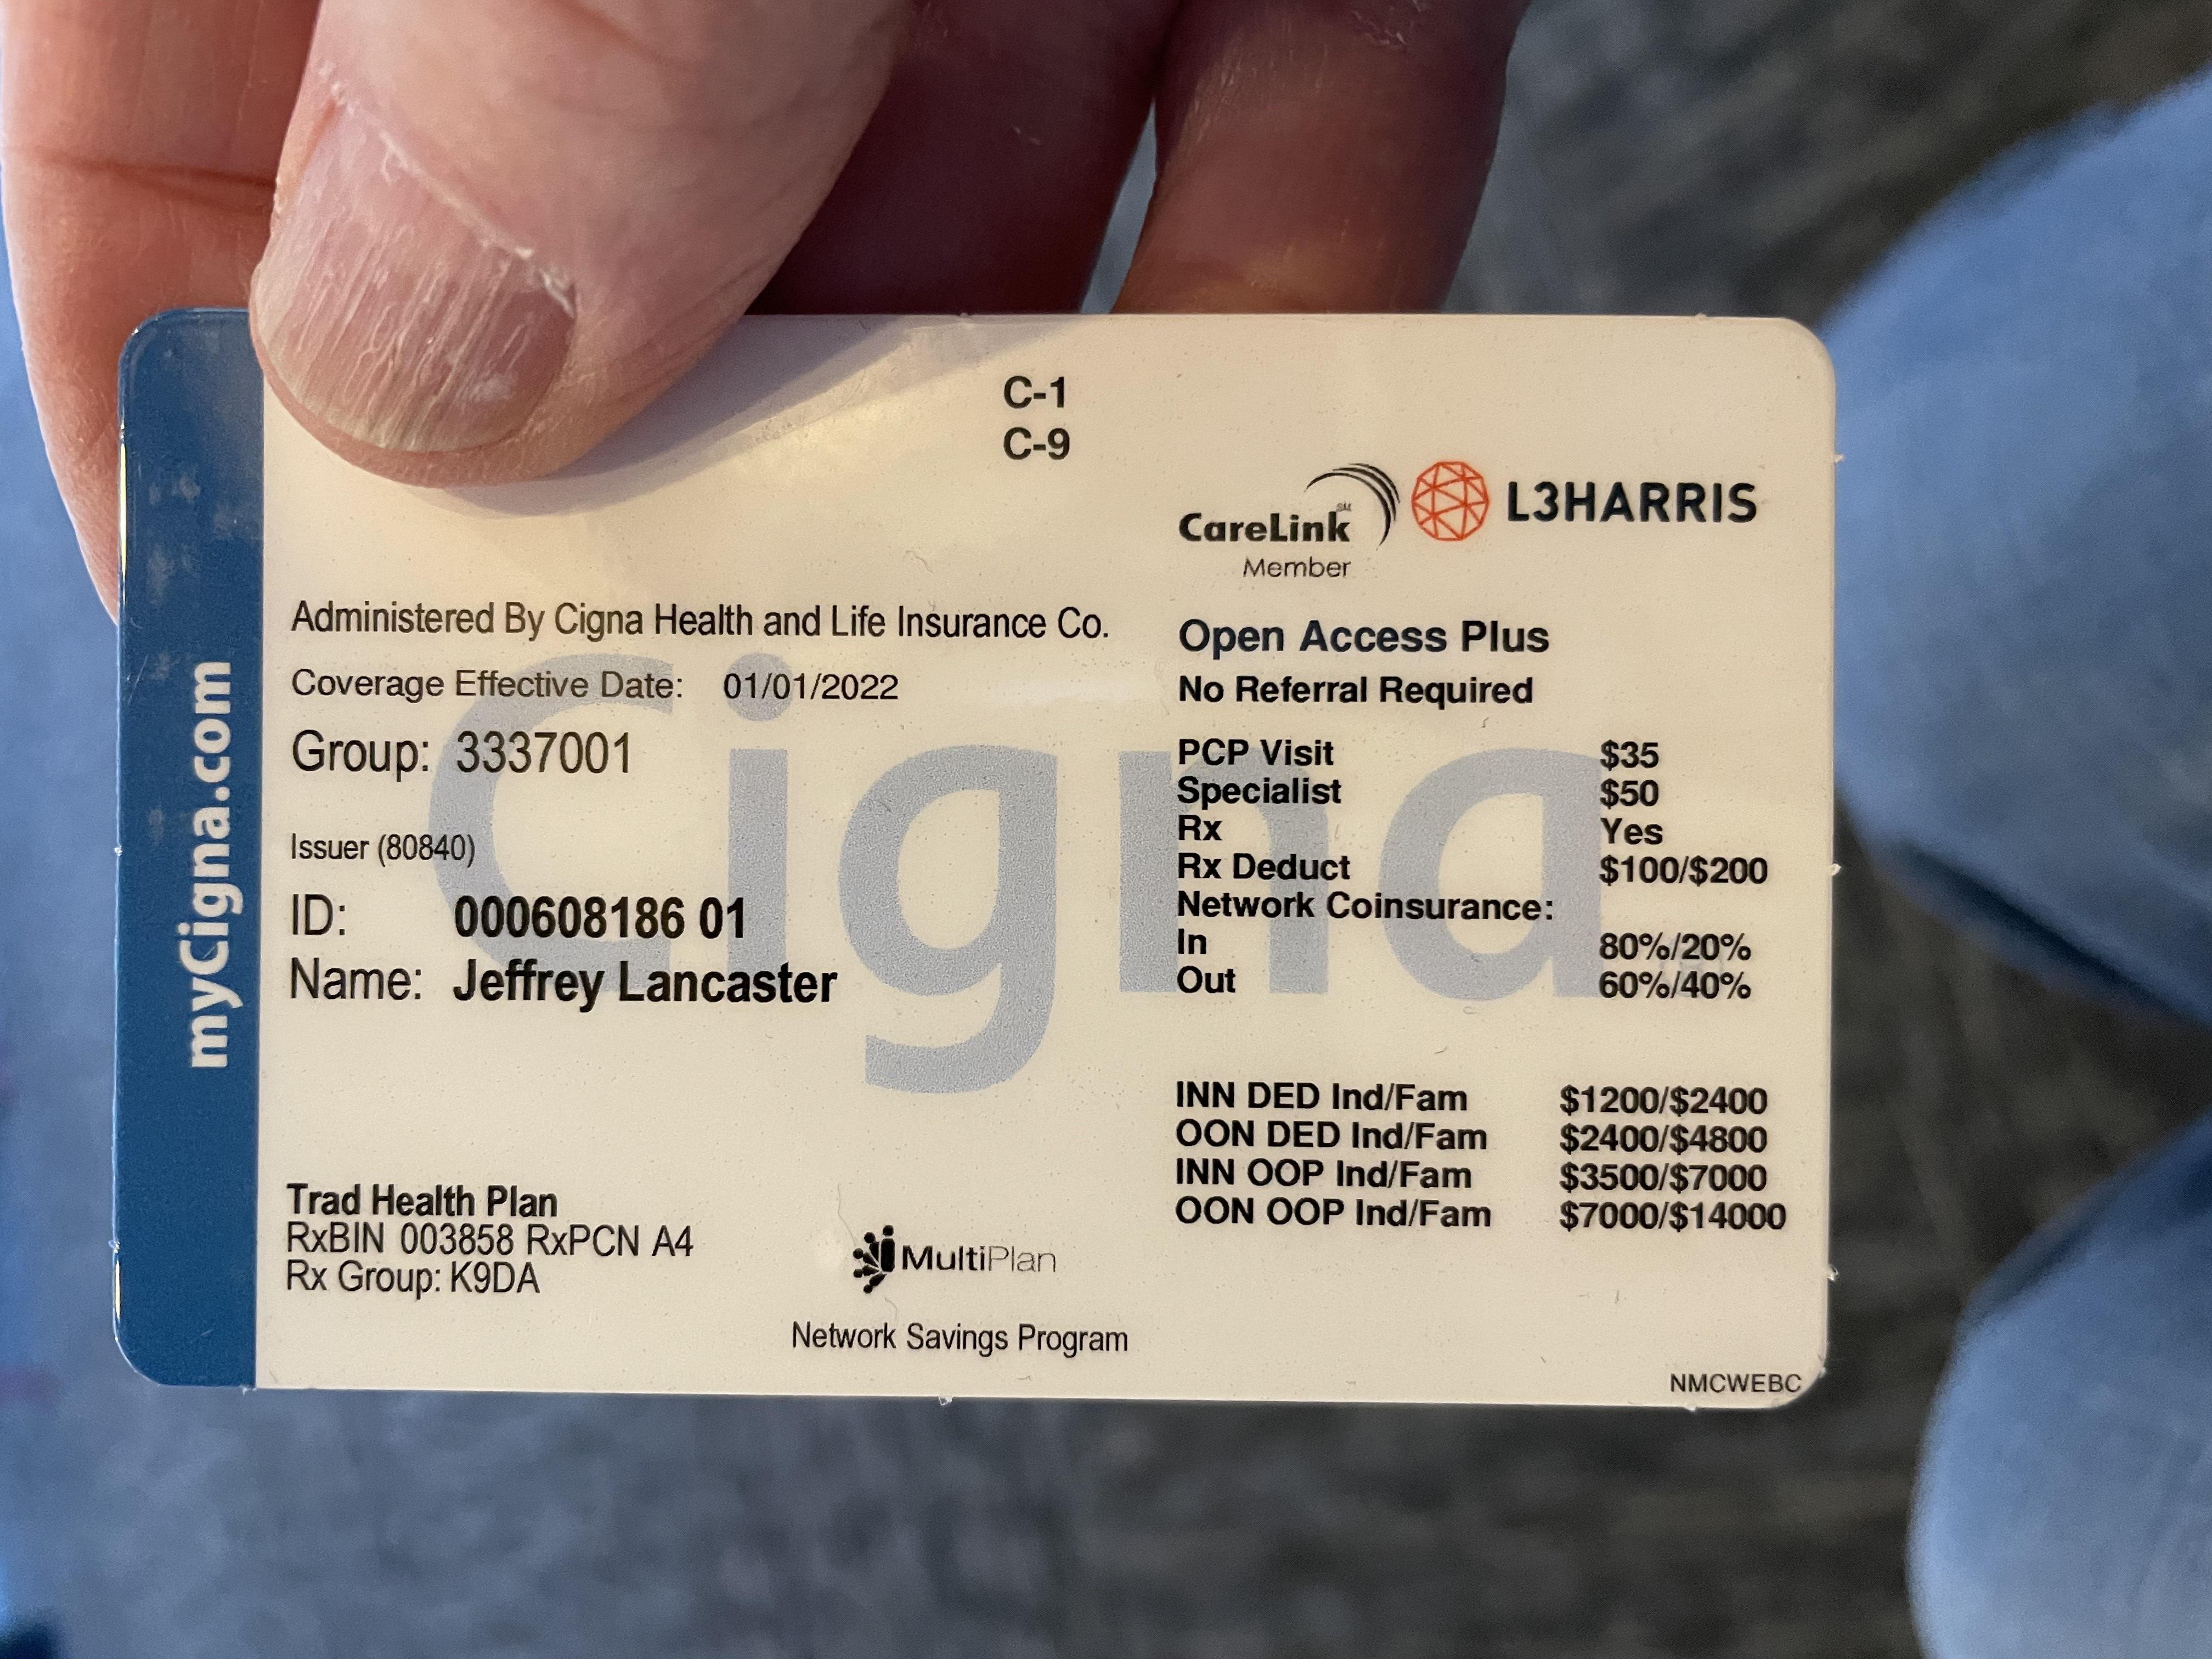 C-1
C-9
CareLink℠
Member
L3HARRIS
myCigna.com
Cigna
Administered By Cigna Health and Life Insurance Co.
Coverage Effective Date: 01/01/2022
Group: 3337001
Issuer (80840)
ID: 000608186 01
Name: Jeffrey Lancaster
Trad Health Plan
RxBIN 003858 RxPCN A4
Rx Group: K9DA
MultiPlan
Network Savings Program
Open Access Plus
No Referral Required
PCP Visit $35
Specialist $50
Rx Yes
Rx Deduct $100/$200
Network Coinsurance:
In 80%/20%
Out 60%/40%
INN DED Ind/Fam $1200/$2400
OON DED Ind/Fam $2400/$4800
INN OOP Ind/Fam $3500/$7000
OON OOP Ind/Fam $7000/$14000
NMCWEBC